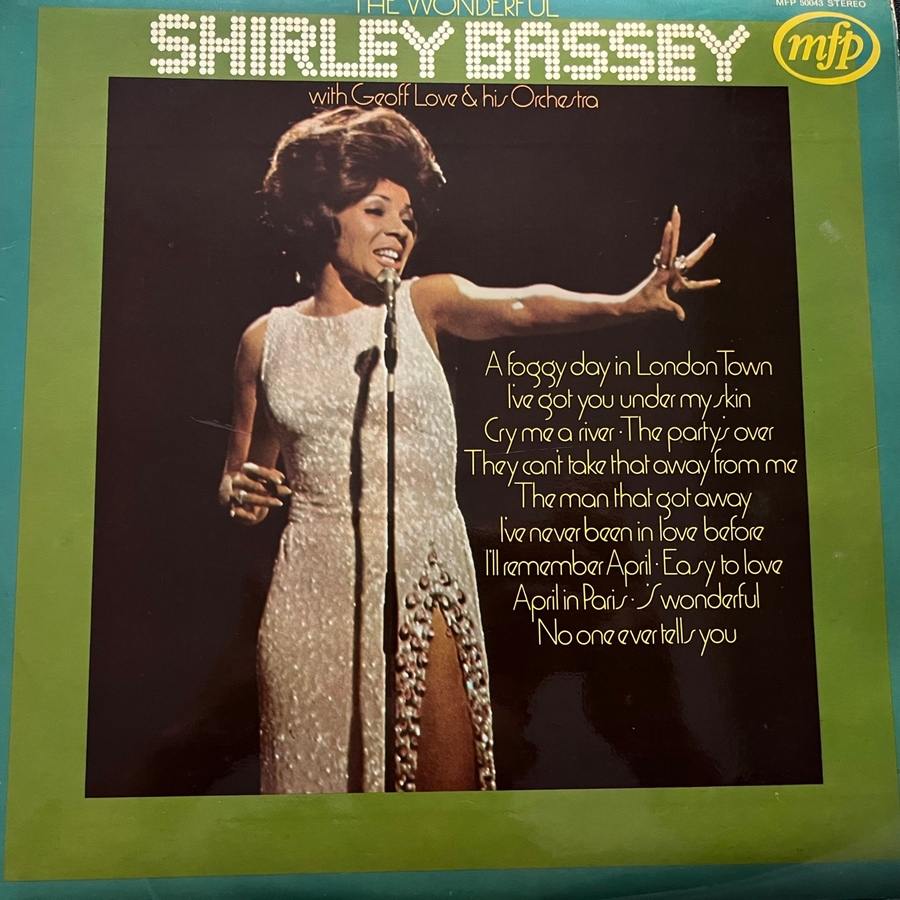 THE WONDERFUL
MFP 50043 STEREO
SHIRLEY BASSEY
mfp
with Geoff Love & his Orchestra
A foggy day in London Town
I've got you under my skin
Cry me a river · The party's over
They can't take that away from me
The man that got away
I've never been in love before
I'll remember April · Easy to love
April in Paris · 'S wonderful
No one ever tells you